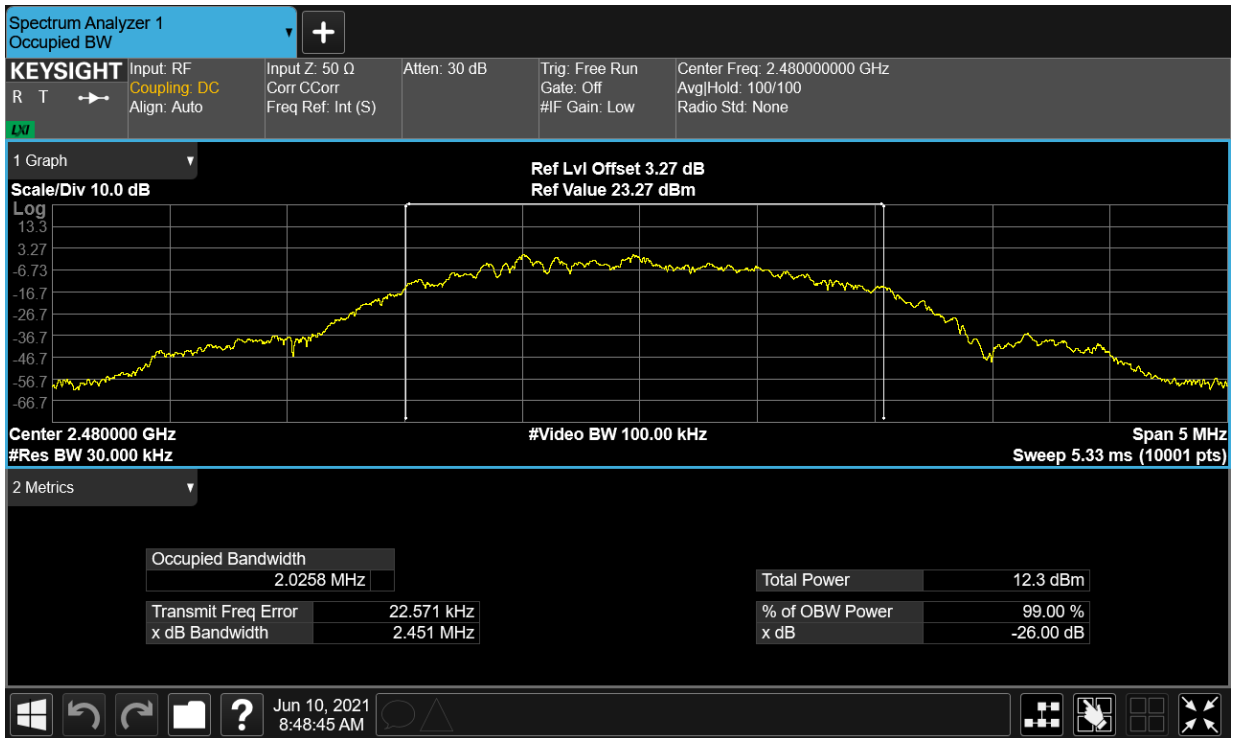 Spectrum Analyzer 1
Occupied BW
KEYSIGHT
R T
LXI
Input: RF
Coupling: DC
Align: Auto
Input Z: 50 Ω
Corr CCorr
Freq Ref: Int (S)
Atten: 30 dB
Trig: Free Run
Gate: Off
#IF Gain: Low
Center Freq: 2.480000000 GHz
Avg|Hold: 100/100
Radio Std: None
1 Graph
Scale/Div 10.0 dB
Ref Lvl Offset 3.27 dB
Ref Value 23.27 dBm
Log
13.3
3.27
-6.73
-16.7
-26.7
-36.7
-46.7
-56.7
-66.7
Center 2.480000 GHz
#Video BW 100.00 kHz
Span 5 MHz
#Res BW 30.000 kHz
Sweep 5.33 ms (10001 pts)
2 Metrics
Occupied Bandwidth
2.0258 MHz
Total Power 12.3 dBm
Transmit Freq Error 22.571 kHz
% of OBW Power 99.00 %
x dB Bandwidth 2.451 MHz
x dB -26.00 dB
?
Jun 10, 2021
8:48:45 AM